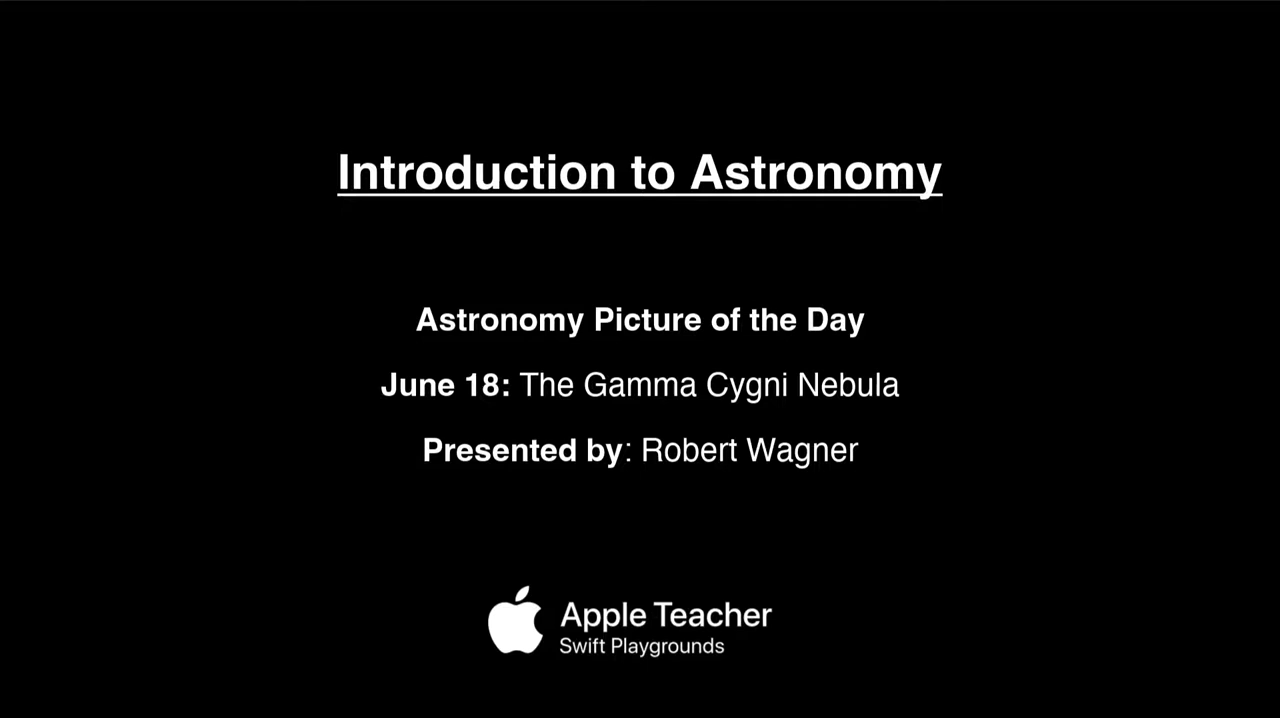 Introduction to Astronomy
Astronomy Picture of the Day
June 18: The Gamma Cygni Nebula
Presented by: Robert Wagner
Apple Teacher
Swift Playgrounds